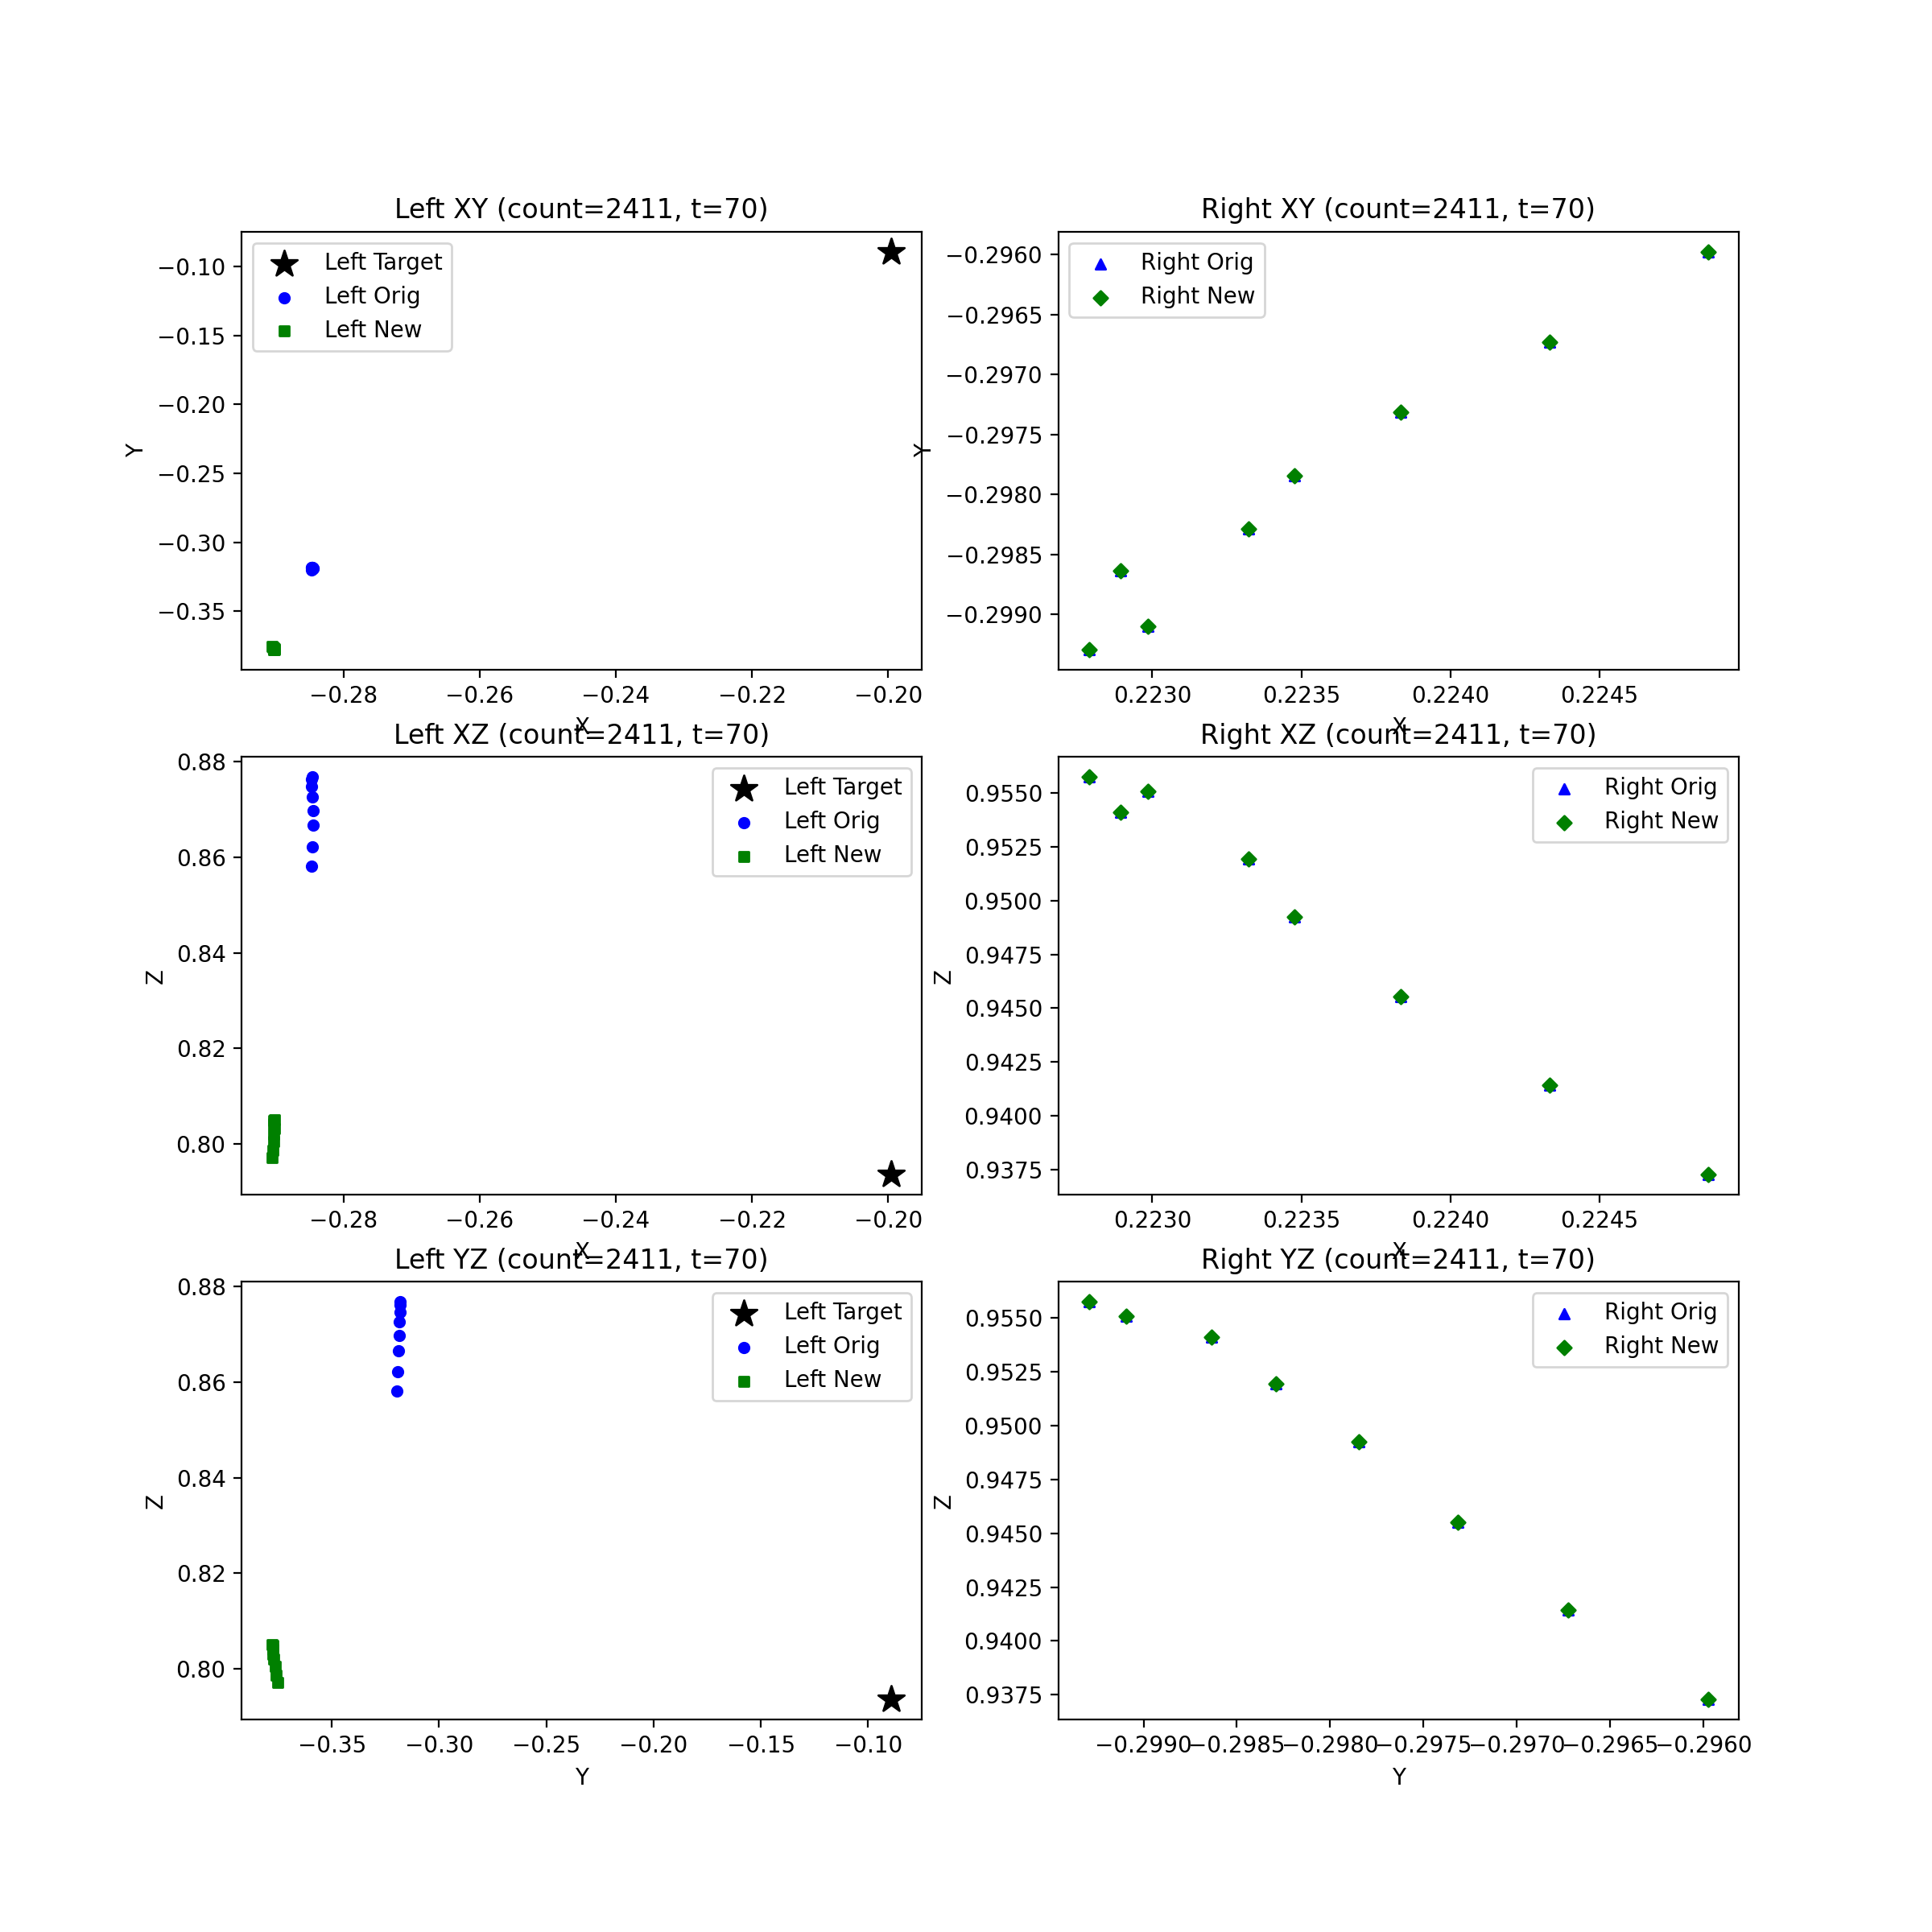 Left XY (count=2411, t=70)
Left Target
Left Orig
Left New
−0.10
−0.15
−0.20
−0.25
−0.30
−0.35
Y
−0.28
−0.26
−0.24
−0.22
−0.20
X
Right XY (count=2411, t=70)
Right Orig
Right New
−0.2960
−0.2965
−0.2970
−0.2975
−0.2980
−0.2985
−0.2990
Y
0.2230
0.2235
0.2240
0.2245
X
Left XZ (count=2411, t=70)
Left Target
Left Orig
Left New
0.88
0.86
0.84
0.82
0.80
Z
−0.28
−0.26
−0.24
−0.22
−0.20
X
Right XZ (count=2411, t=70)
Right Orig
Right New
0.9550
0.9525
0.9500
0.9475
0.9450
0.9425
0.9400
0.9375
Z
0.2230
0.2235
0.2240
0.2245
X
Left YZ (count=2411, t=70)
Left Target
Left Orig
Left New
0.88
0.86
0.84
0.82
0.80
Z
−0.35
−0.30
−0.25
−0.20
−0.15
−0.10
Y
Right YZ (count=2411, t=70)
Right Orig
Right New
0.9550
0.9525
0.9500
0.9475
0.9450
0.9425
0.9400
0.9375
Z
−0.2990
−0.2985
−0.2980
−0.2975
−0.2970
−0.2965
−0.2960
Y